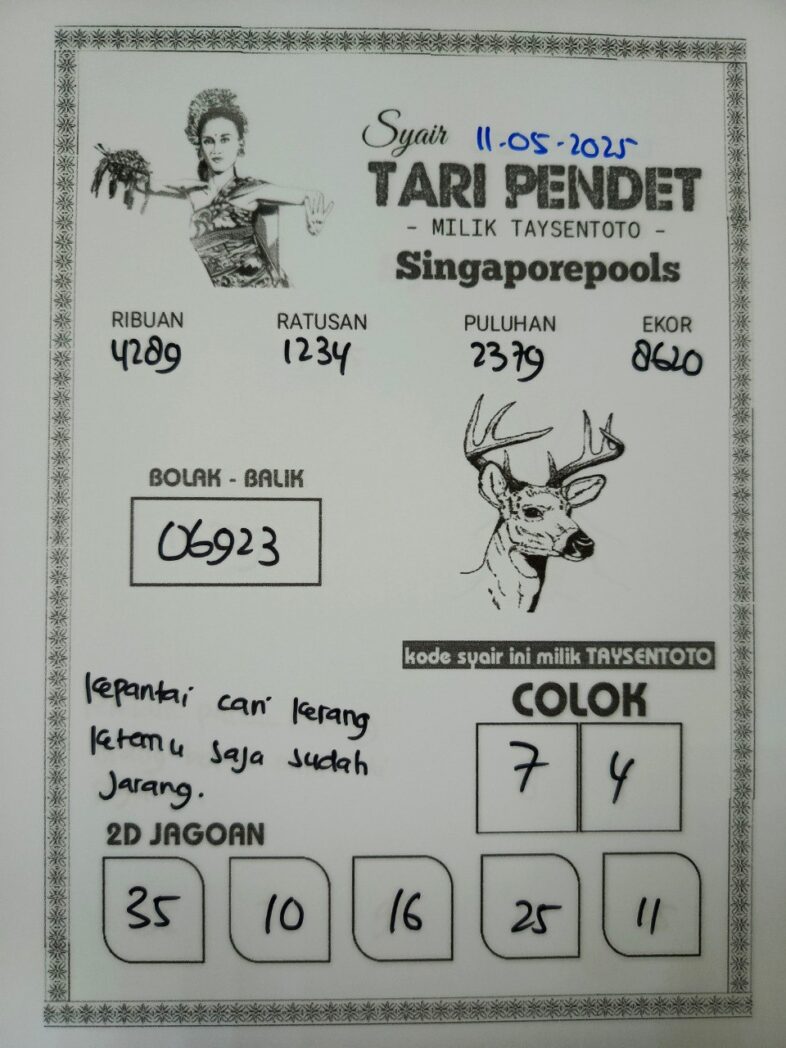 Syair 11.05.2025
TARI PENDET
- MILIK TAYSENTOTO -
Singaporepools
RIBUAN RATUSAN PULUHAN EKOR
4289 1234 2379 8620
BOLAK - BALIK
06923
kode syair ini milik TAYSENTOTO
COLOK
7 4
kepantai cari kerang
ketemu saja sudah
jarang.
2D JAGOAN
35 10 16 25 11